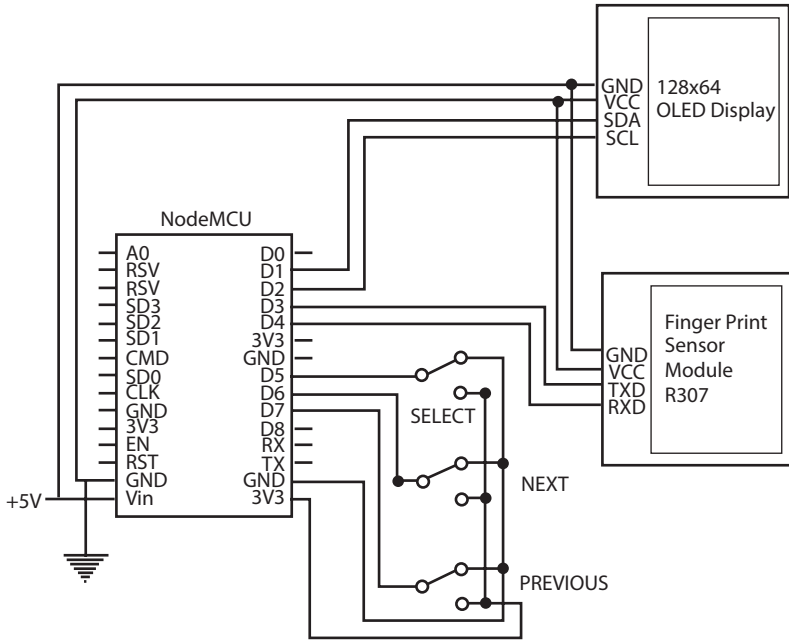 GND
VCC
SDA
SCL
128x64
OLED Display
NodeMCU
A0
RSV
RSV
SD3
SD2
SD1
CMD
SD0
CLK
GND
3V3
EN
RST
GND
Vin
D0
D1
D2
D3
D4
3V3
GND
D5
D6
D7
D8
RX
TX
GND
3V3
+5V
GND
VCC
TXD
RXD
Finger Print
Sensor
Module
R307
SELECT
NEXT
PREVIOUS